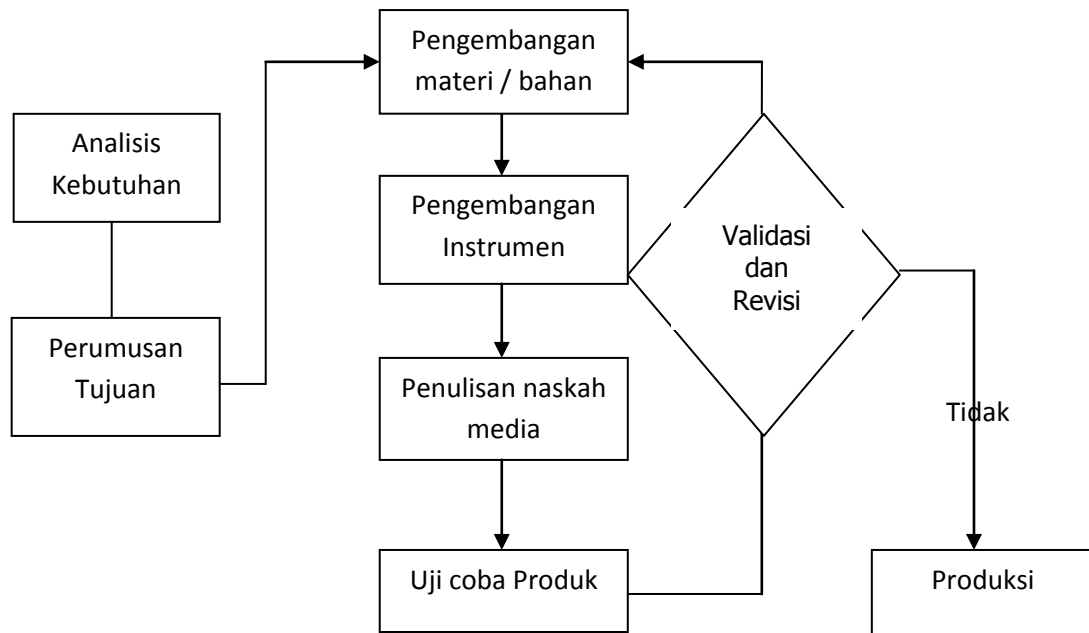 Analisis
Kebutuhan
Perumusan
Tujuan
Pengembangan
materi / bahan
Pengembangan
Instrumen
Penulisan naskah
media
Uji coba Produk
Validasi
dan
Revisi
Tidak
Produksi